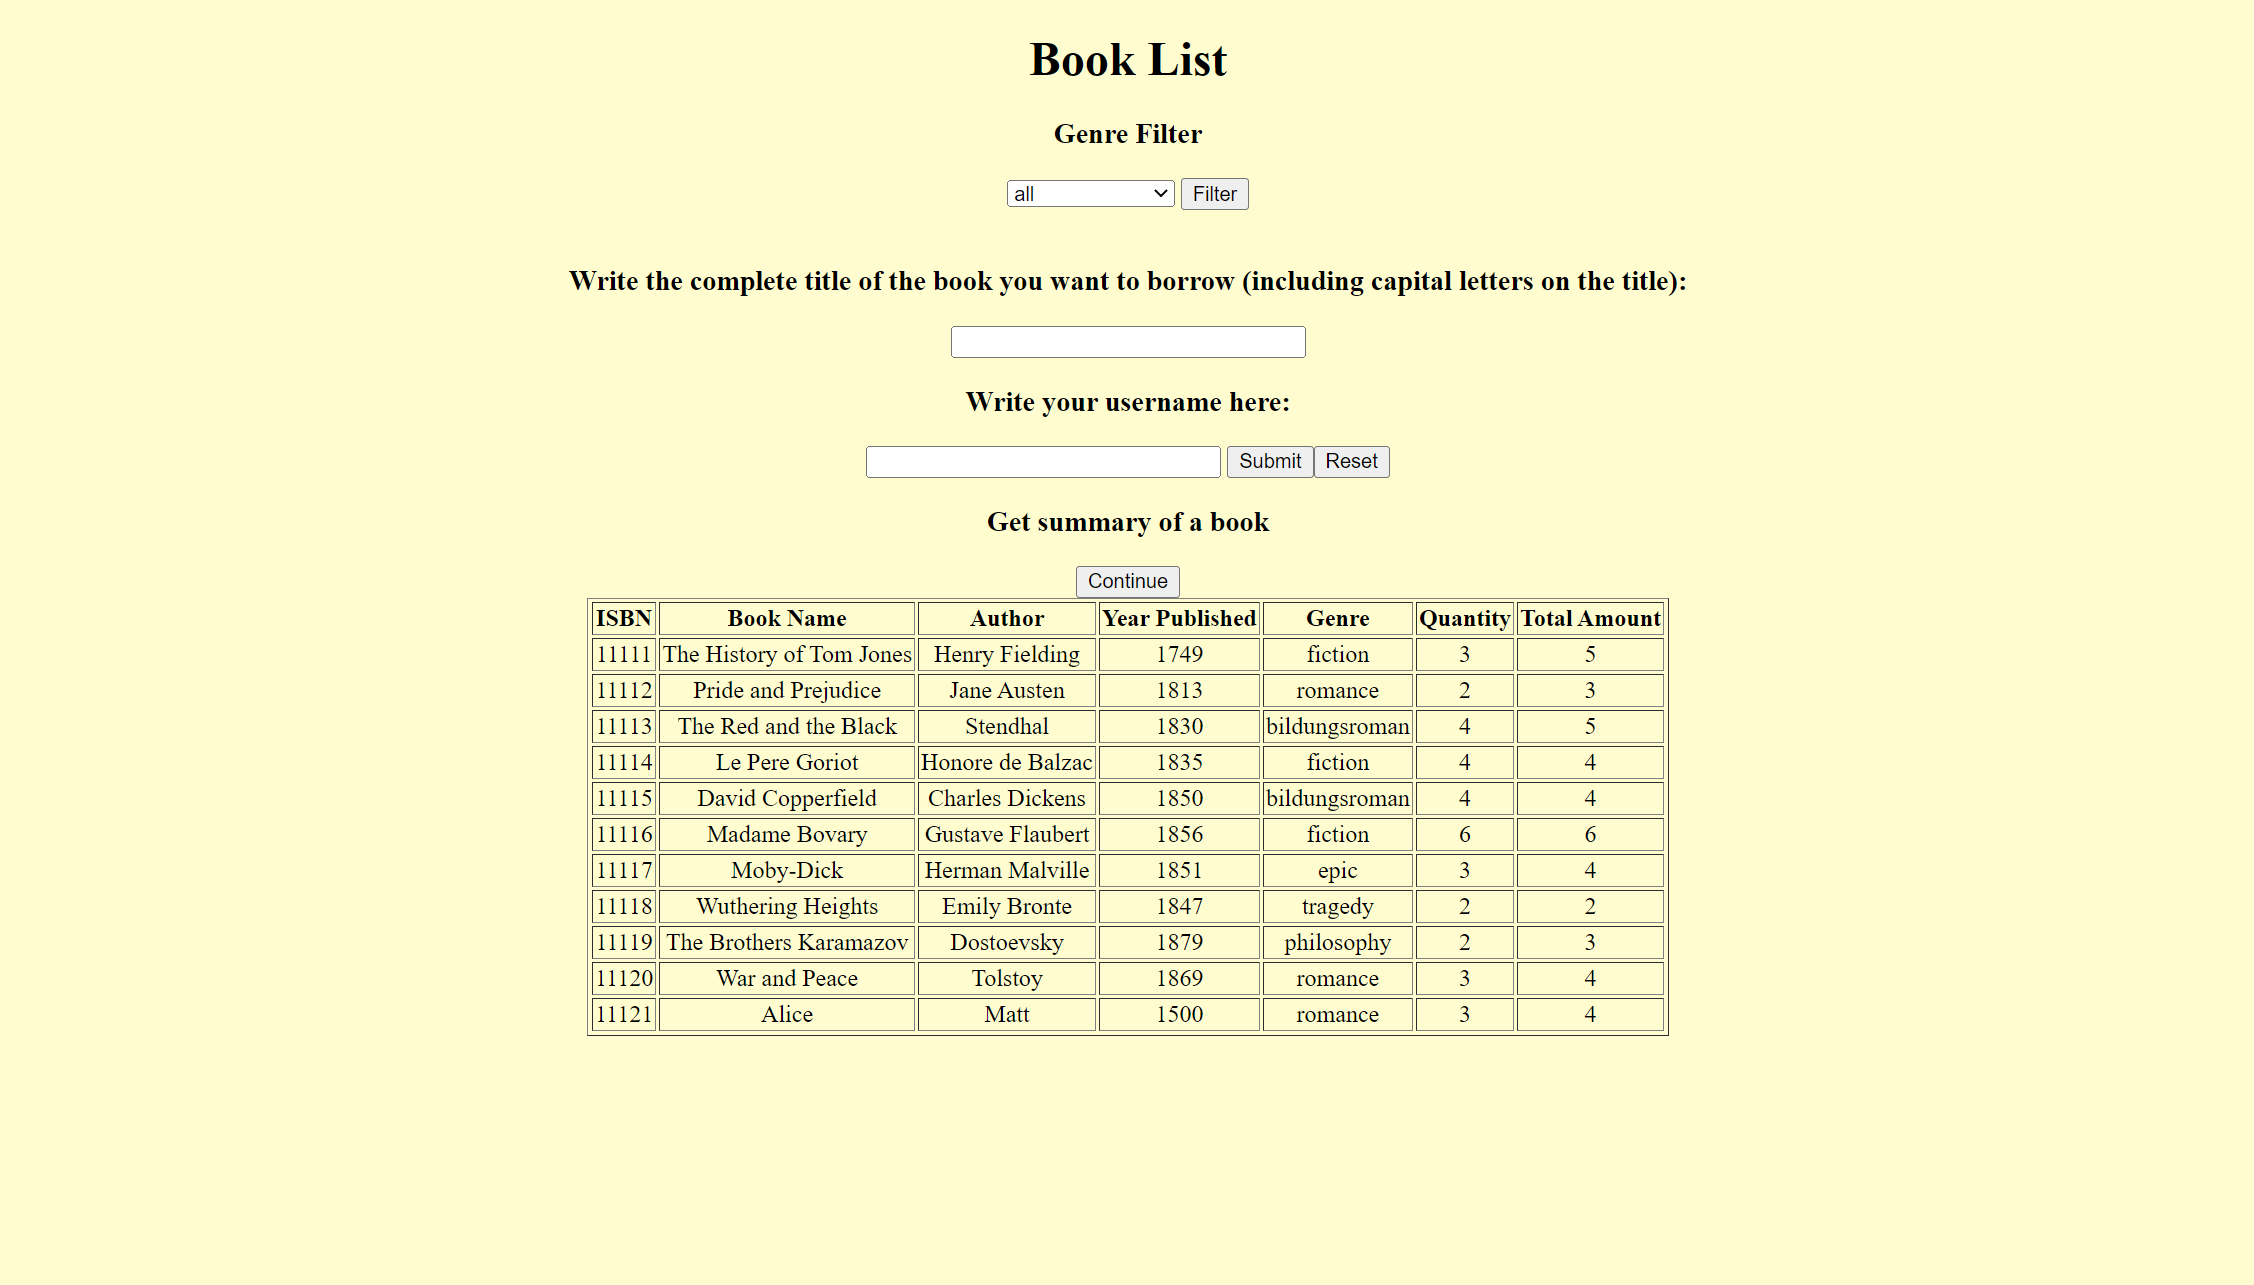 Book List
Genre Filter
all Filter
Write the complete title of the book you want to borrow (including capital letters on the title):
Write your username here:
Submit Reset
Get summary of a book
Continue
ISBN Book Name Author Year Published Genre Quantity Total Amount
11111 The History of Tom Jones Henry Fielding 1749 fiction 3 5
11112 Pride and Prejudice Jane Austen 1813 romance 2 3
11113 The Red and the Black Stendhal 1830 bildungsroman 4 5
11114 Le Pere Goriot Honore de Balzac 1835 fiction 4 4
11115 David Copperfield Charles Dickens 1850 bildungsroman 4 4
11116 Madame Bovary Gustave Flaubert 1856 fiction 6 6
11117 Moby-Dick Herman Malville 1851 epic 3 4
11118 Wuthering Heights Emily Bronte 1847 tragedy 2 2
11119 The Brothers Karamazov Dostoevsky 1879 philosophy 2 3
11120 War and Peace Tolstoy 1869 romance 3 4
11121 Alice Matt 1500 romance 3 4